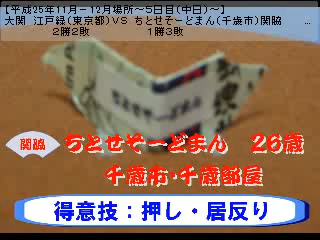 【平成25年11月－12月場所～5日目(中日)～】
大関 江戸緑(東京都)VS ちとせそーどまん(千歳市)関脇 …
2勝2敗 1勝3敗
関脇 ちとせそーどまん 26歳
千歳市・千歳部屋
得意技：押し・居反り